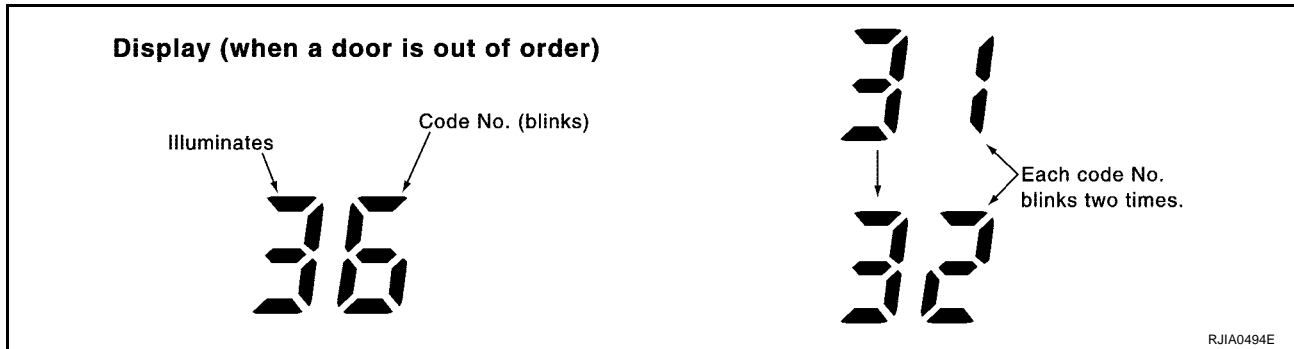 Display (when a door is out of order)
Illuminates
Code No. (blinks)
36
31
Each code No.
blinks two times.
32
RJIA0494E